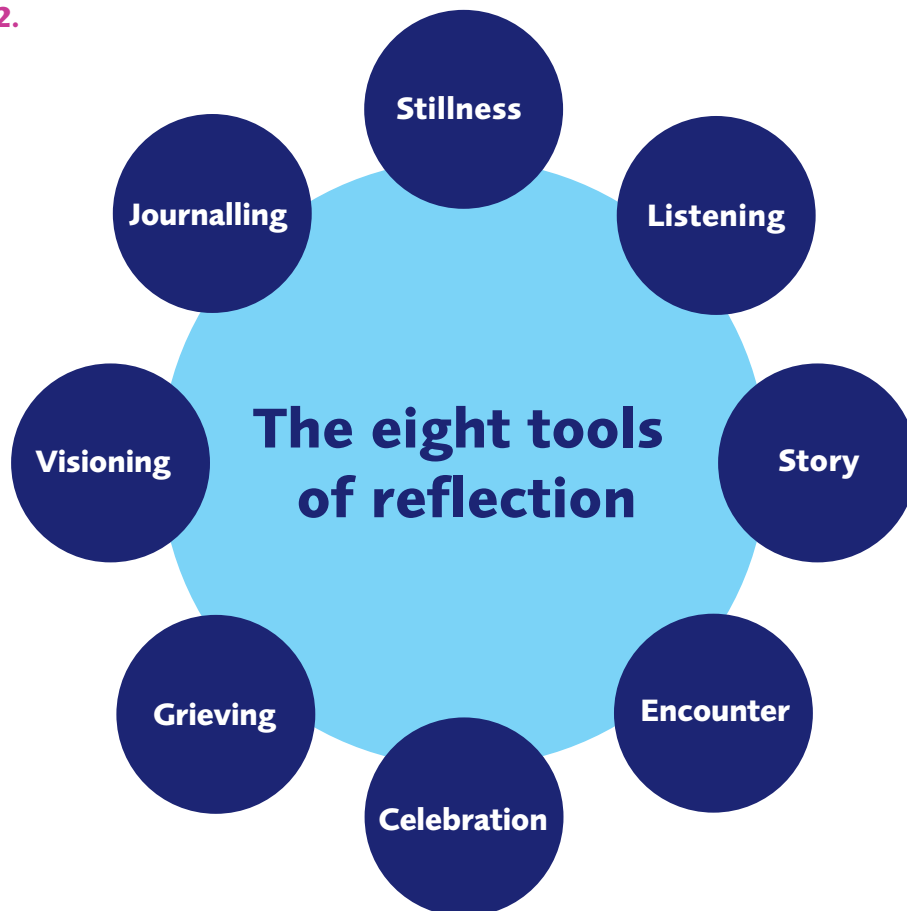 2.
Stillness
Listening
Story
Encounter
Celebration
Grieving
Visioning
Journalling
The eight tools
of reflection